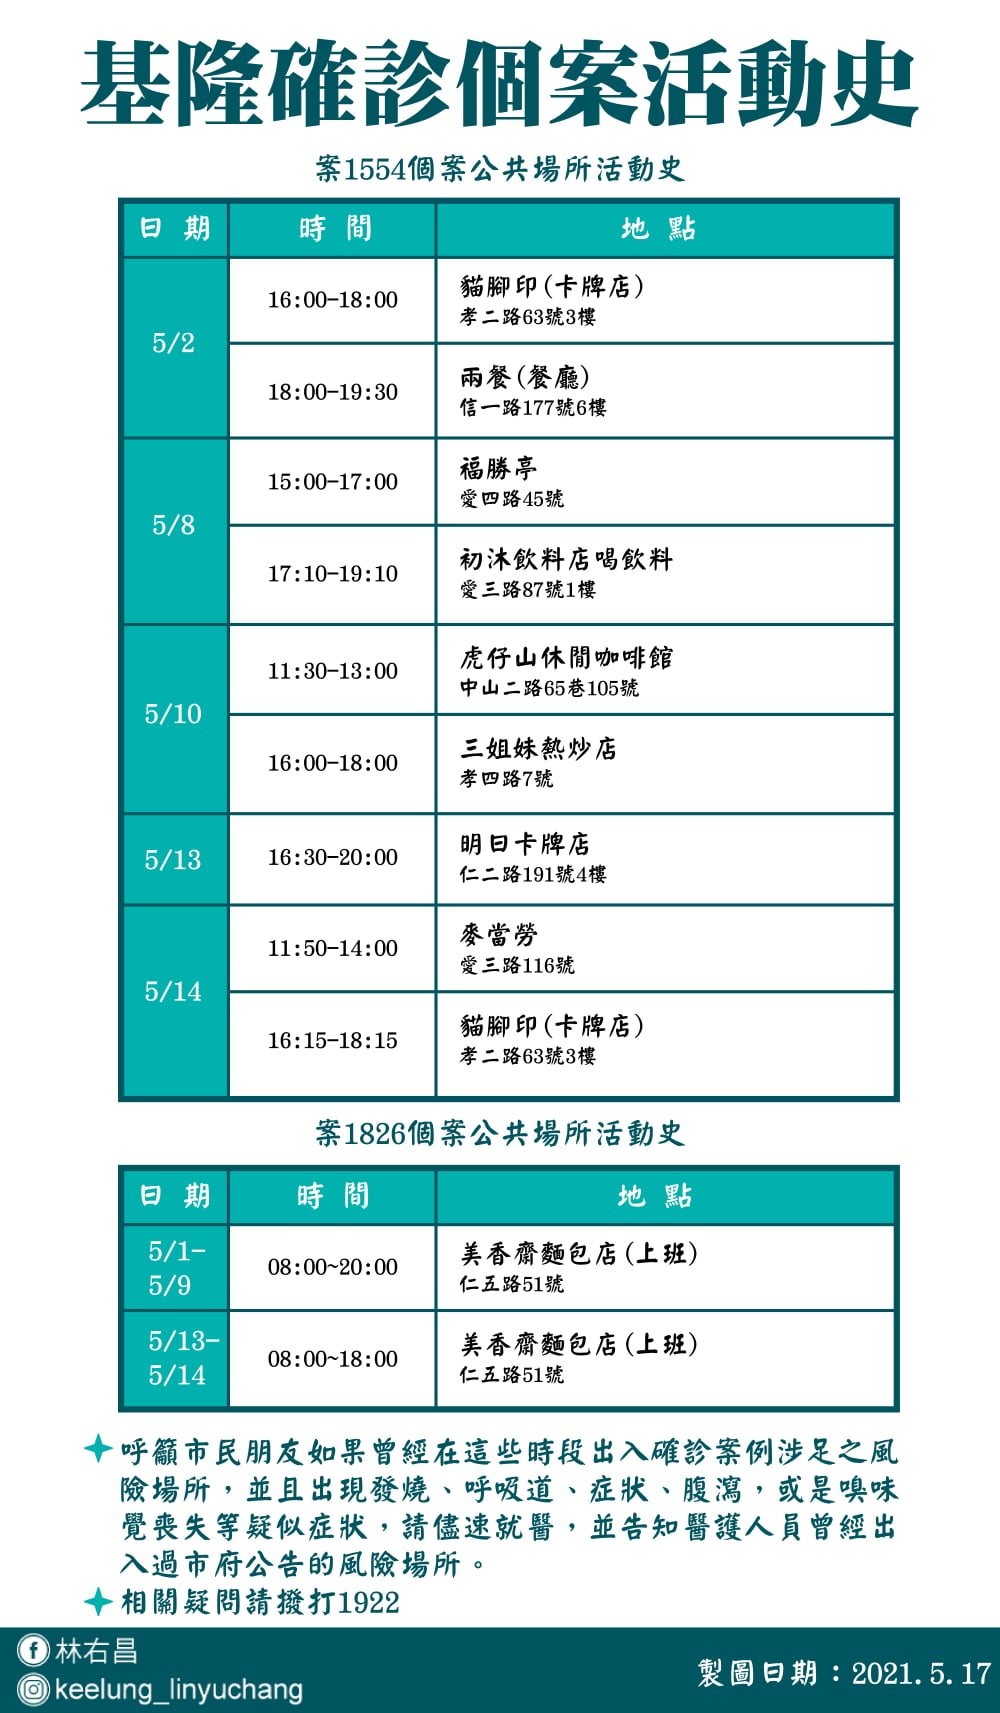 基隆確診個案活動史
案1554個案公共場所活動史
日 期 時 間 地 點
5/2
16:00-18:00
貓腳印(卡牌店)
孝二路63號3樓
18:00-19:30
兩餐(餐廳)
信一路177號6樓
5/8
15:00-17:00
福勝亭
愛四路45號
17:10-19:10
初沐飲料店喝飲料
愛三路87號1樓
5/10
11:30-13:00
虎仔山休閒咖啡館
中山二路65巷105號
16:00-18:00
三姐妹熱炒店
孝四路7號
5/13
16:30-20:00
明日卡牌店
仁二路191號4樓
5/14
11:50-14:00
麥當勞
愛三路116號
16:15-18:15
貓腳印(卡牌店)
孝二路63號3樓
案1826個案公共場所活動史
日 期 時 間 地 點
5/1-
5/9
08:00~20:00
美香齋麵包店(上班)
仁五路51號
5/13-
5/14
08:00~18:00
美香齋麵包店(上班)
仁五路51號
呼籲市民朋友如果曾經在這些時段出入確診案例涉足之風
險場所，並且出現發燒、呼吸道、症狀、腹瀉，或是嗅味
覺喪失等疑似症狀，請儘速就醫，並告知醫護人員曾經出
入過市府公告的風險場所。
相關疑問請撥打1922
林右昌
keelung_linyuchang
製圖日期：2021.5.17